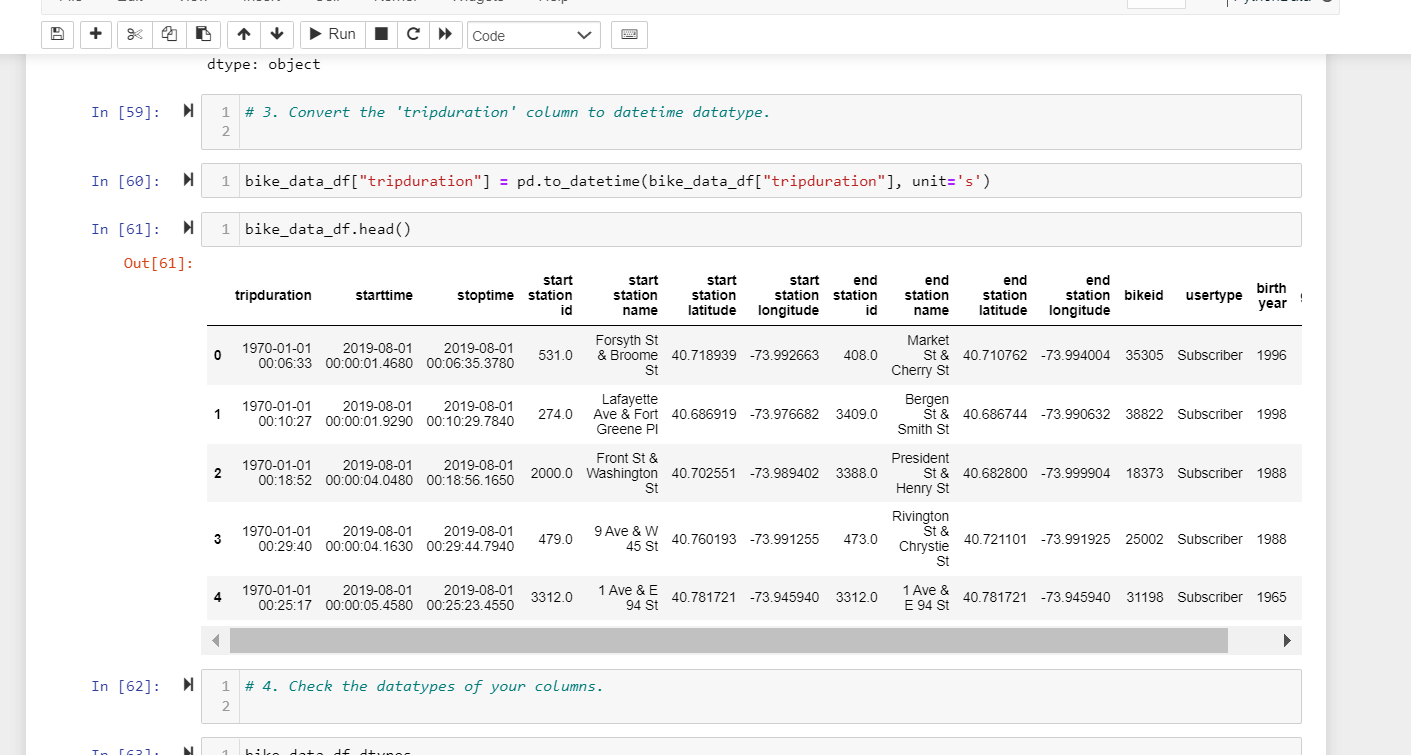 Run
Code
dtype: object
In [59]:
1 # 3. Convert the 'tripduration' column to datetime datatype.
2
In [60]:
1 bike_data_df["tripduration"] = pd.to_datetime(bike_data_df["tripduration"], unit='s')
In [61]:
1 bike_data_df.head()
Out[61]:
tripduration starttime stoptime start station id start station name start station latitude start station longitude end station id end station name end station latitude end station longitude bikeid usertype birth year
0 1970-01-01 00:06:33 2019-08-01 00:00:01.4680 2019-08-01 00:06:35.3780 531.0 Forsyth St & Broome St 40.718939 -73.992663 408.0 Market St & Cherry St 40.710762 -73.994004 35305 Subscriber 1996
1 1970-01-01 00:10:27 2019-08-01 00:00:01.9290 2019-08-01 00:10:29.7840 274.0 Lafayette Ave & Fort Greene Pl 40.686919 -73.976682 3409.0 Bergen St & Smith St 40.686744 -73.990632 38822 Subscriber 1998
2 1970-01-01 00:18:52 2019-08-01 00:00:04.0480 2019-08-01 00:18:56.1650 2000.0 Front St & Washington St 40.702551 -73.989402 3388.0 President St & Henry St 40.682800 -73.999904 18373 Subscriber 1988
3 1970-01-01 00:29:40 2019-08-01 00:00:04.1630 2019-08-01 00:29:44.7940 479.0 9 Ave & W 45 St 40.760193 -73.991255 473.0 Rivington St & Chrystie St 40.721101 -73.991925 25002 Subscriber 1988
4 1970-01-01 00:25:17 2019-08-01 00:00:05.4580 2019-08-01 00:25:23.4550 3312.0 1 Ave & E 94 St 40.781721 -73.945940 3312.0 1 Ave & E 94 St 40.781721 -73.945940 31198 Subscriber 1965
In [62]:
1 # 4. Check the datatypes of your columns.
2
In [63]:
1 bike_data_df.dtypes